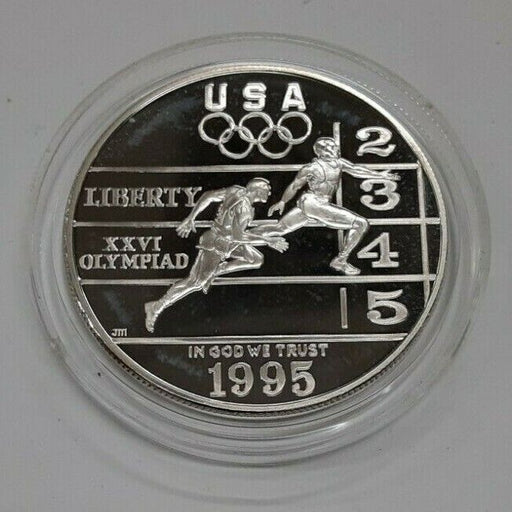 USA
2
LIBERTY
3
XXVI
OLYMPIAD
4
5
JM
IN GOD WE TRUST
1995